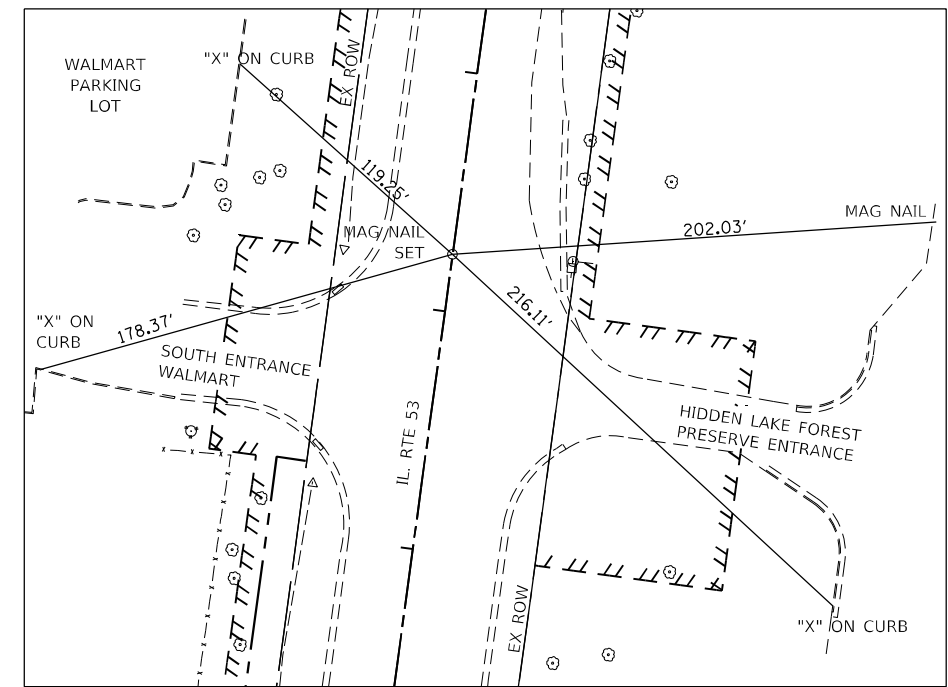 WALMART
PARKING
LOT
"X" ON CURB
EX ROW
119.25'
MAG NAIL
SET
202.03'
MAG NAIL
216.11'
"X" ON
CURB
178.37'
SOUTH ENTRANCE
WALMART
IL. RTE 53
HIDDEN LAKE FOREST
PRESERVE ENTRANCE
EX ROW
"X" ON CURB